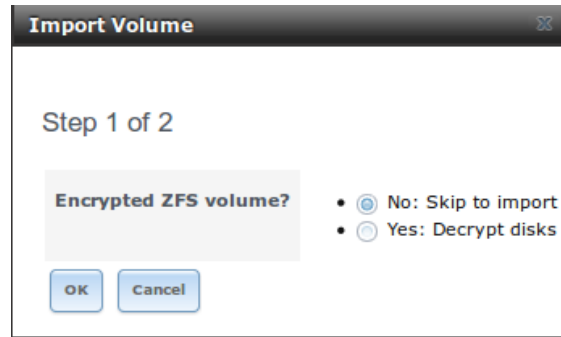 Import Volume
Step 1 of 2
Encrypted ZFS volume?
No: Skip to import
Yes: Decrypt disks
OK
Cancel